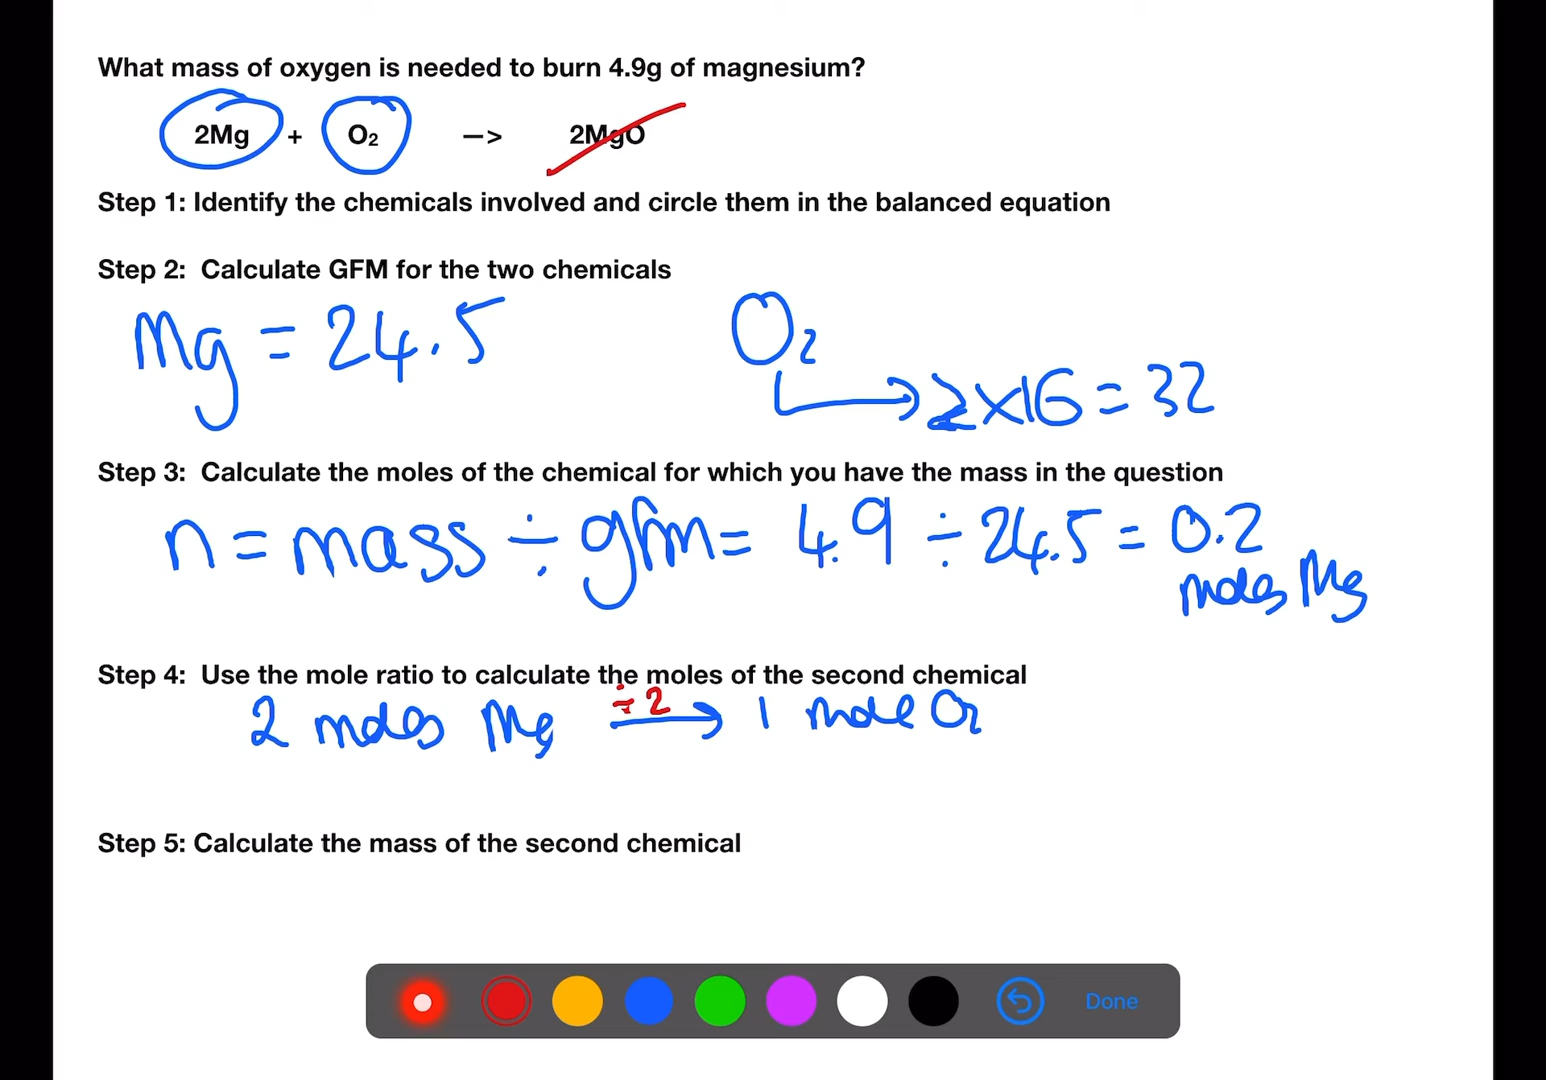 What mass of oxygen is needed to burn 4.9g of magnesium?
2Mg + O₂ —> 2MgO
Step 1: Identify the chemicals involved and circle them in the balanced equation
Step 2: Calculate GFM for the two chemicals
Mg = 24.5 O₂
2×16 = 32
Step 3: Calculate the moles of the chemical for which you have the mass in the question
n = mass ÷ gfm = 4.9 ÷ 24.5 = 0.2
moles Mg
Step 4: Use the mole ratio to calculate the moles of the second chemical
÷2
2 moles Mg → 1 mole O₂
Step 5: Calculate the mass of the second chemical
Done